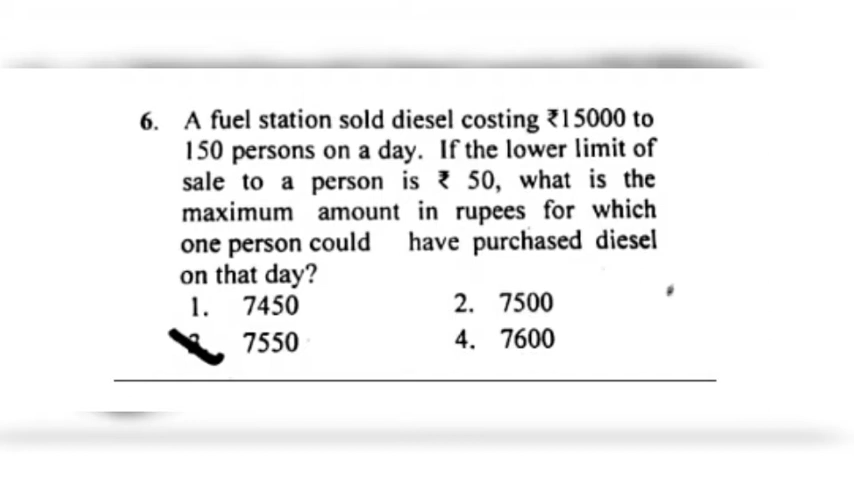 6. A fuel station sold diesel costing ₹15000 to
150 persons on a day. If the lower limit of
sale to a person is ₹ 50, what is the
maximum amount in rupees for which
one person could have purchased diesel
on that day?
1. 7450 2. 7500
7550 4. 7600